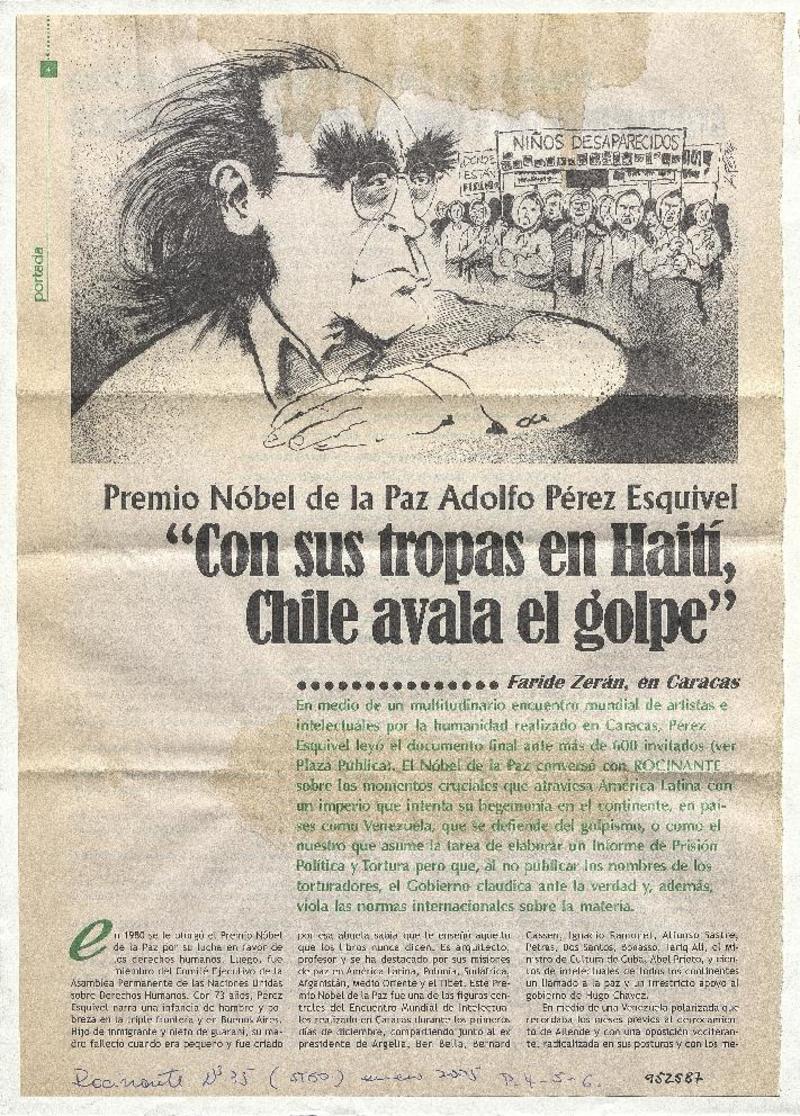 4
portada
NIÑOS DESAPARECIDOS
DONDE
ESTÁN
Premio Nóbel de la Paz Adolfo Pérez Esquivel
“Con sus tropas en Haití,
Chile avala el golpe”
Faride Zerán, en Caracas
En medio de un multitudinario encuentro mundial de artistas e
intelectuales por la humanidad realizado en Caracas, Pérez
Esquivel leyó el documento final ante más de 600 invitados (ver
Plaza Pública). El Nóbel de la Paz conversó con ROCINANTE
sobre los momentos cruciales que atraviesa América Latina con
un imperio que intenta su hegemonía en el continente, en paí-
ses como Venezuela, que se defiende del golpismo, o como el
nuestro que asume la tarea de elaborar un Informe de Prisión
Política y Tortura pero que, al no publicar los nombres de los
torturadores, el Gobierno claudica ante la verdad y, además,
viola las normas internacionales sobre la materia.
en 1980 se le otorgó el Premio Nóbel
de la Paz por su lucha en favor de
los derechos humanos. Luego, fue
miembro del Comité Ejecutivo de la
Asamblea Permanente de las Naciones Unidas
sobre Derechos Humanos. Con 73 años, Pérez
Esquivel narra una infancia de hambre y po-
breza en la triple frontera y en Buenos Aires.
Hijo de inmigrante y nieto de guaraní, su ma-
dre falleció cuando era pequeño y fue criado
por esa abuela sabia que le enseñó aquello
que los libros nunca dicen. Es arquitecto,
profesor y se ha destacado por sus misiones
de paz en América Latina, Polonia, Sudáfrica,
Afganistán, Medio Oriente y el Tíbet. Este Pre-
mio Nóbel de la Paz fue una de las figuras cen-
trales del Encuentro Mundial de Intelectua-
les realizado en Caracas durante los primeros
días de diciembre, compartiendo junto al ex
presidente de Argelia, Ben Bella, Bernard
Cassen, Ignacio Ramonet, Alfonso Sastre,
Petras, Dos Santos, Bonasso, Tariq Alí, el Mi-
nistro de Cultura de Cuba, Abel Prieto, y cien-
tos de intelectuales de todos los continentes
un llamado a la paz y un irrestricto apoyo al
gobierno de Hugo Chávez.
En medio de una Venezuela polarizada que
recordaba los meses previos al derrocamien-
to de Allende y con una oposición vociferan-
te, radicalizada en sus posturas y con los me-
Rocinante Nº 75 (Stgo) enero 2005 P. 4-5-6. 952587